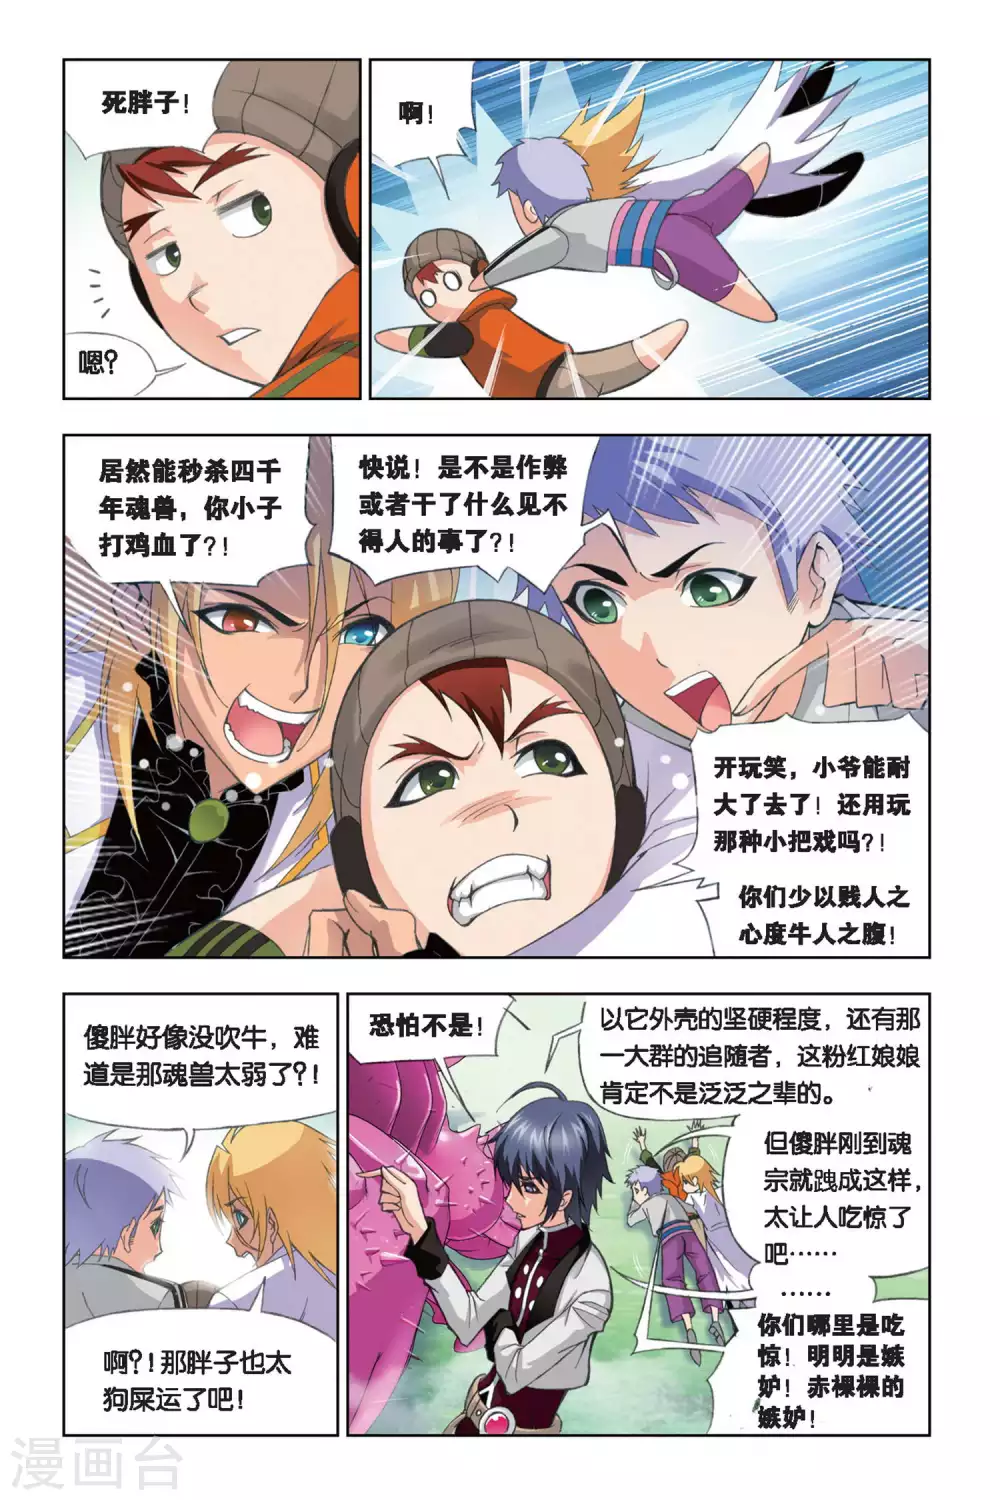 死胖子！
嗯？
啊！
居然能秒杀四千
年魂兽，你小子
打鸡血了？！
快说！是不是作弊
或者干了什么见不
得人的事了？！
开玩笑，小爷能耐
大了去了！还用玩
那种小把戏吗？！
你们少以贱人之
心度牛人之腹！
傻胖好像没吹牛，难
道是那魂兽太弱了？！
啊？！那胖子也太
狗屎运了吧！
恐怕不是！
以它外壳的坚硬程度，还有那
一大群的追随者，这粉红娘娘
肯定不是泛泛之辈的。
但傻胖刚到魂
宗就跩成这样，
太让人吃惊了
吧……
……
你们哪里是吃
惊！明明是嫉
妒！赤裸裸的
嫉妒！
漫画台